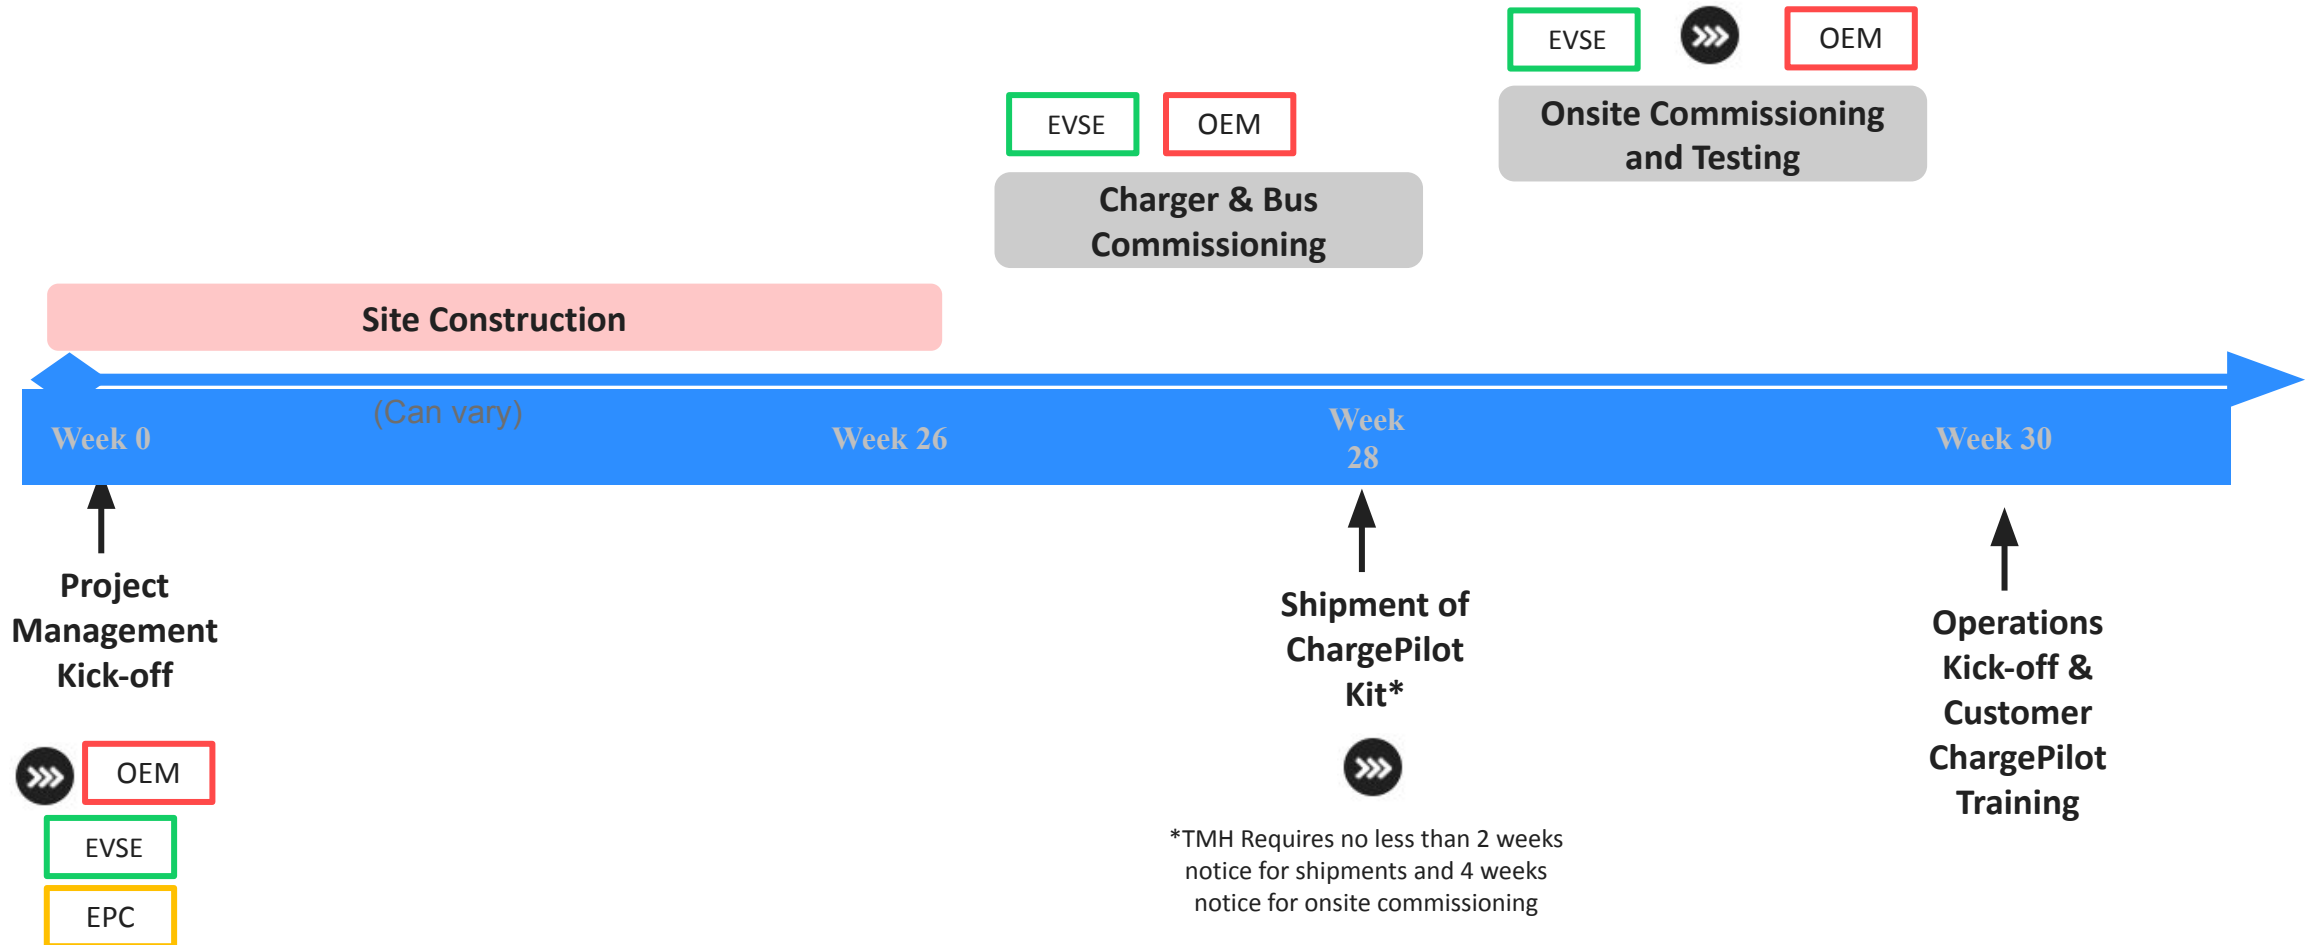 EVSE
OEM
Onsite Commissioning
and Testing
EVSE
OEM
Charger & Bus
Commissioning
Site Construction
(Can vary)
Week 0
Week 26
Week
28
Week 30
Project
Management
Kick-off
OEM
EVSE
EPC
Shipment of
ChargePilot
Kit*
*TMH Requires no less than 2 weeks
notice for shipments and 4 weeks
notice for onsite commissioning
Operations
Kick-off &
Customer
ChargePilot
Training